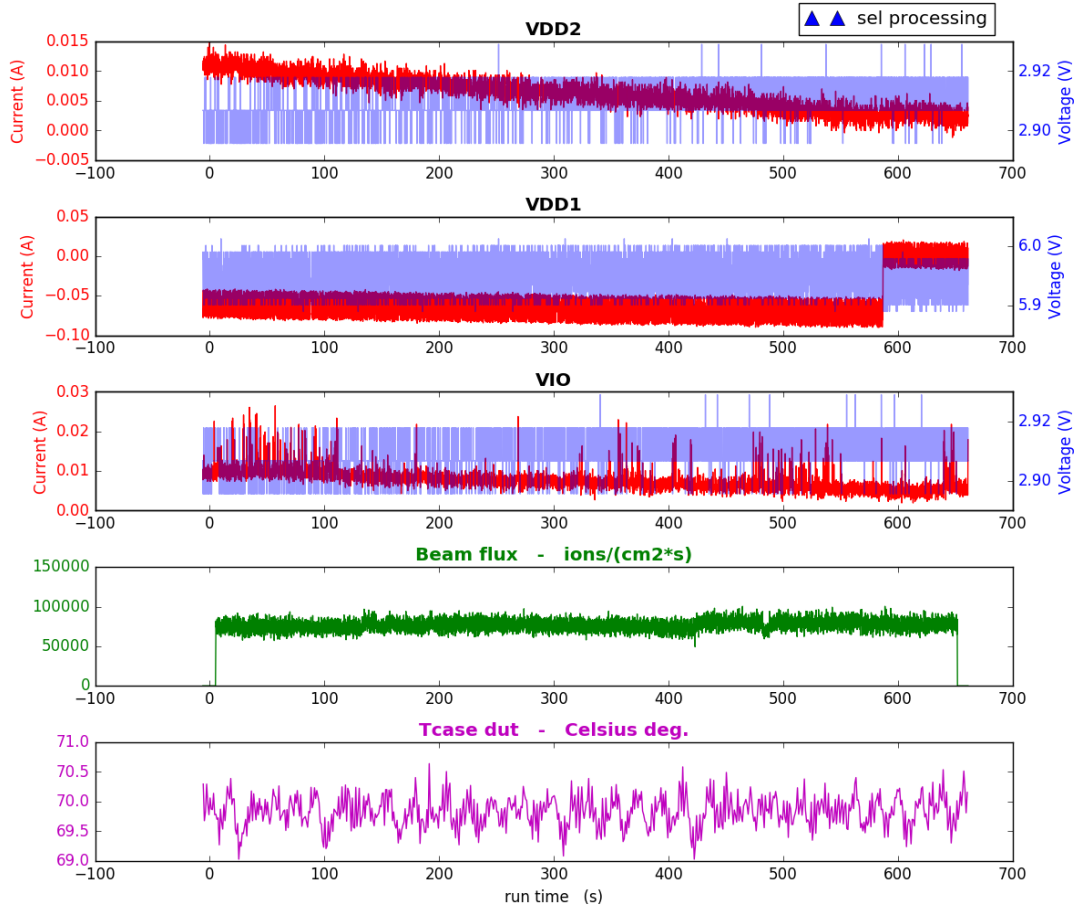 ▲ ▲ sel processing
VDD2
Current (A)
0.015
0.010
0.005
0.000
−0.005
2.92
2.90
Voltage (V)
−100 0 100 200 300 400 500 600 700
VDD1
Current (A)
0.05
0.00
−0.05
−0.10
6.0
5.9
Voltage (V)
−100 0 100 200 300 400 500 600 700
VIO
Current (A)
0.03
0.02
0.01
0.00
2.92
2.90
Voltage (V)
−100 0 100 200 300 400 500 600 700
Beam flux - ions/(cm2*s)
150000
100000
50000
0
−100 0 100 200 300 400 500 600 700
Tcase dut - Celsius deg.
71.0
70.5
70.0
69.5
69.0
−100 0 100 200 300 400 500 600 700
run time (s)